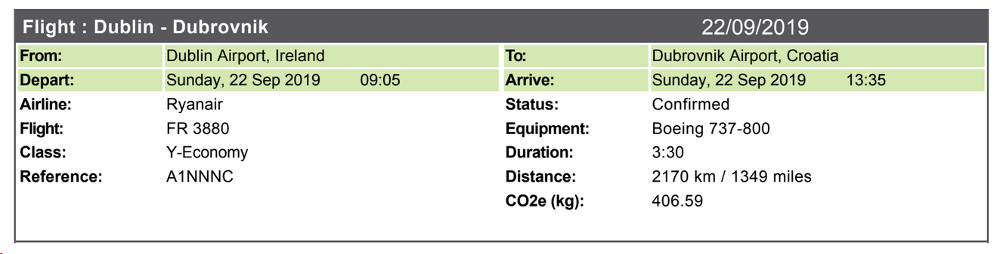 Flight : Dublin - Dubrovnik 22/09/2019
From: Dublin Airport, Ireland To: Dubrovnik Airport, Croatia
Depart: Sunday, 22 Sep 2019 09:05 Arrive: Sunday, 22 Sep 2019 13:35
Airline: Ryanair Status: Confirmed
Flight: FR 3880 Equipment: Boeing 737-800
Class: Y-Economy Duration: 3:30
Reference: A1NNNC Distance: 2170 km / 1349 miles
CO2e (kg): 406.59